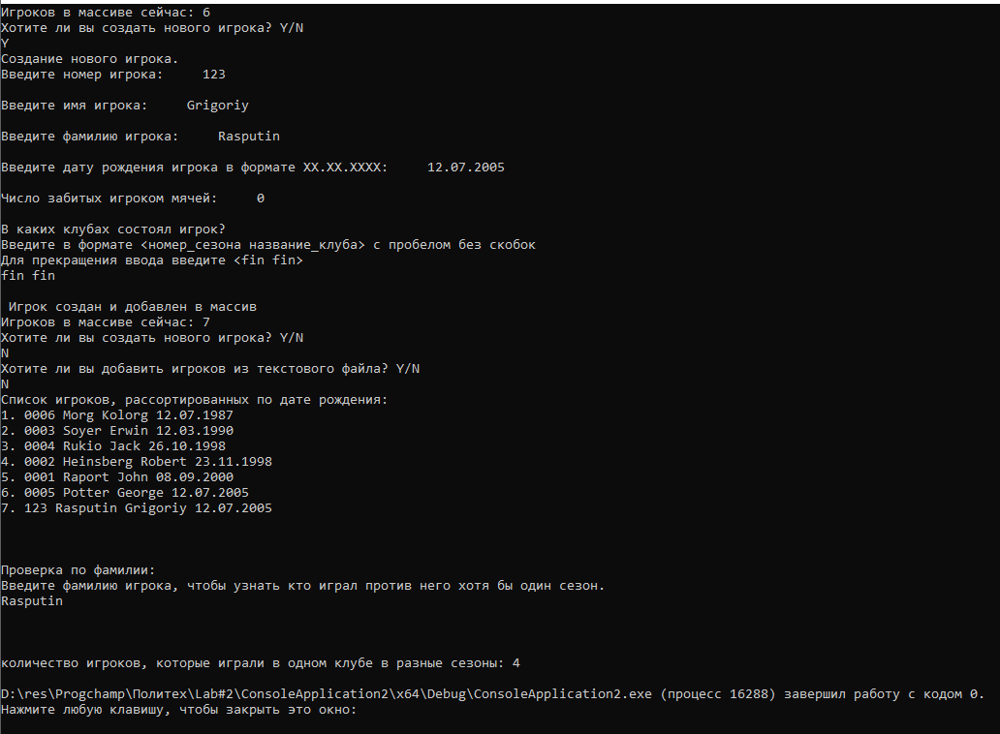 Игроков в массиве сейчас: 6
Хотите ли вы создать нового игрока? Y/N
Y
Создание нового игрока.
Введите номер игрока:     123
Введите имя игрока:     Grigoriy
Введите фамилию игрока:     Rasputin
Введите дату рождения игрока в формате XX.XX.XXXX:     12.07.2005
Число забитых игроком мячей:     0
В каких клубах состоял игрок?
Введите в формате <номер_сезона название_клуба> с пробелом без скобок
Для прекращения ввода введите <fin fin>
fin fin
Игрок создан и добавлен в массив
Игроков в массиве сейчас: 7
Хотите ли вы создать нового игрока? Y/N
N
Хотите ли вы добавить игроков из текстового файла? Y/N
N
Список игроков, рассортированных по дате рождения:
1. 0006 Morg Kolorg 12.07.1987
2. 0003 Soyer Erwin 12.03.1990
3. 0004 Rukio Jack 26.10.1998
4. 0002 Heinsberg Robert 23.11.1998
5. 0001 Raport John 08.09.2000
6. 0005 Potter George 12.07.2005
7. 123 Rasputin Grigoriy 12.07.2005
Проверка по фамилии:
Введите фамилию игрока, чтобы узнать кто играл против него хотя бы один сезон.
Rasputin
количество игроков, которые играли в одном клубе в разные сезоны: 4
D:\res\Progchamp\Политех\Lab#2\ConsoleApplication2\x64\Debug\ConsoleApplication2.exe (процесс 16288) завершил работу с кодом 0.
Нажмите любую клавишу, чтобы закрыть это окно: